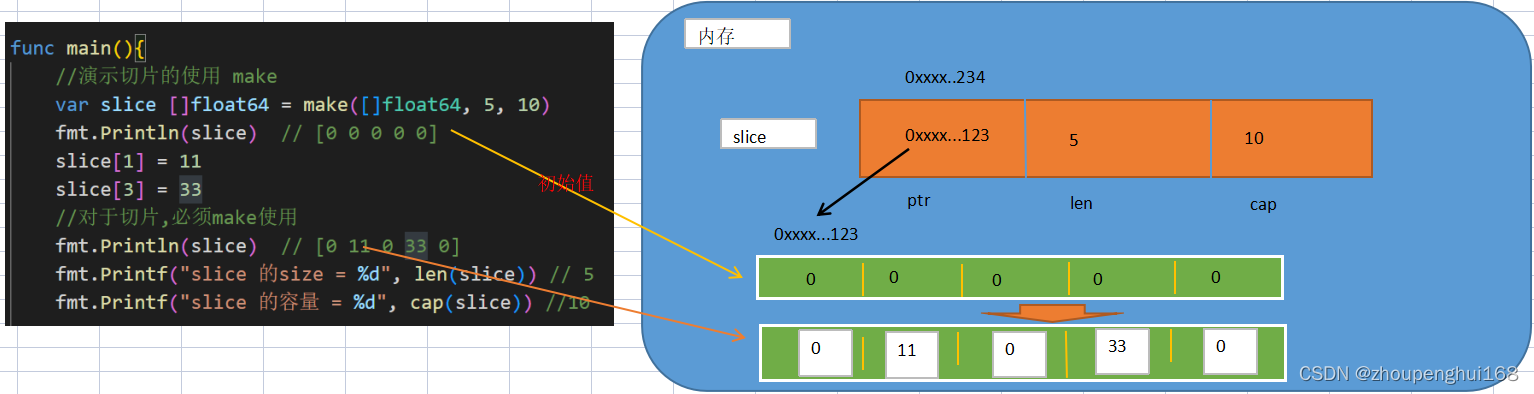 func main(){
//演示切片的使用 make
var slice []float64 = make([]float64, 5, 10)
fmt.Println(slice)  // [0 0 0 0 0]
slice[1] = 11
slice[3] = 33
//对于切片,必须make使用
fmt.Println(slice)  // [0 11 0 33 0]
fmt.Printf("slice 的size = %d", len(slice)) // 5
fmt.Printf("slice 的容量 = %d", cap(slice)) //10
初始值
内存
0xxxx..234
slice
0xxxx...123 5 10
ptr len cap
0xxxx...123
0 0 0 0 0
0 11 0 33 0
CSDN @zhoupenghui168